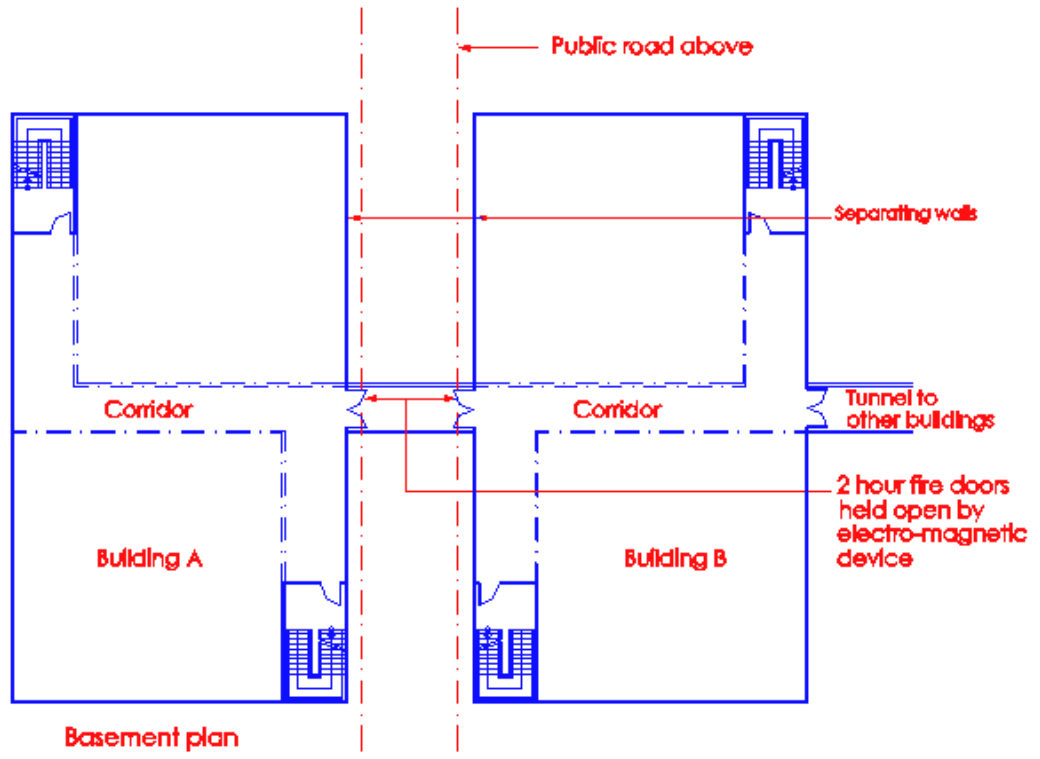 Public road above
Separating walls
Corridor
Corridor
Tunnel to
other buildings
2 hour fire doors
held open by
electro-magnetic
device
Building A
Building B
Basement plan